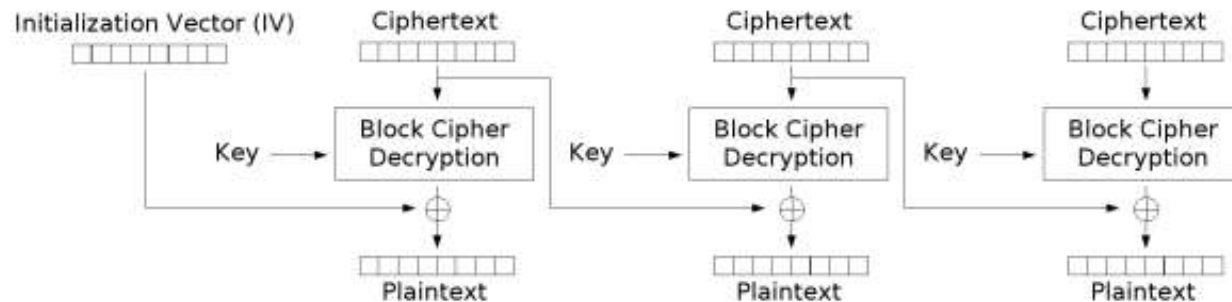 Initialization Vector (IV)
Ciphertext
Ciphertext
Ciphertext
Key
Block Cipher
Decryption
Key
Block Cipher
Decryption
Key
Block Cipher
Decryption
Plaintext
Plaintext
Plaintext